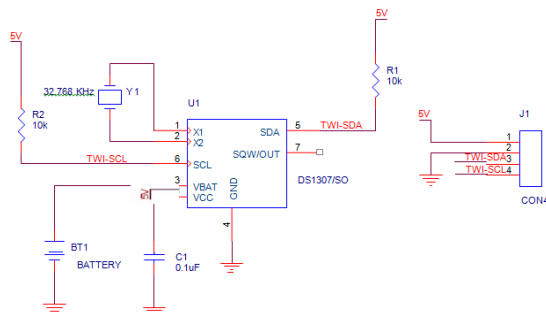 5V
5V
32.768 KHz
Y1
U1
R1
10k
R2
10k
J1
5V
1
X1
SDA
5
TWI-SDA
2
X2
SQW/OUT
7
TWI-SCL
6
SCL
DS1307/SO
3
VBAT
VCC
GND
4
5V
1
2
TWI-SDA
3
TWI-SCL
4
CON4
BT1
BATTERY
C1
0.1uF